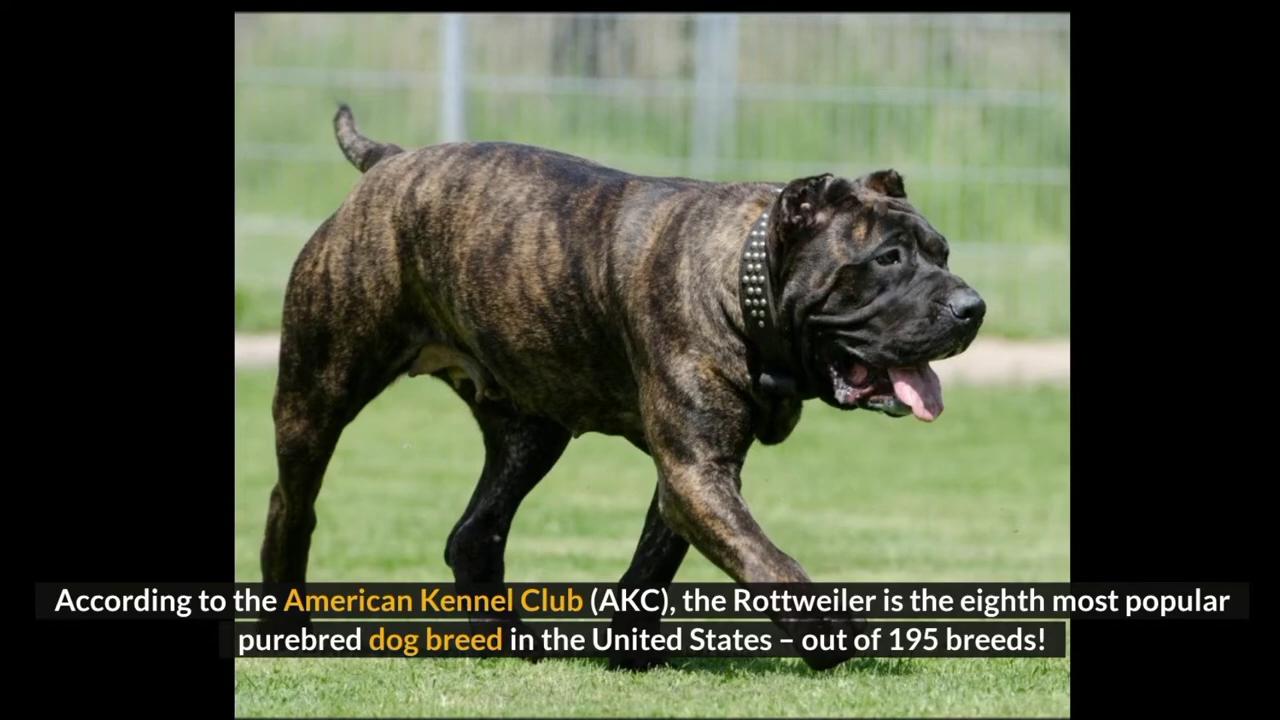 According to the American Kennel Club (AKC), the Rottweiler is the eighth most popular
purebred dog breed in the United States – out of 195 breeds!